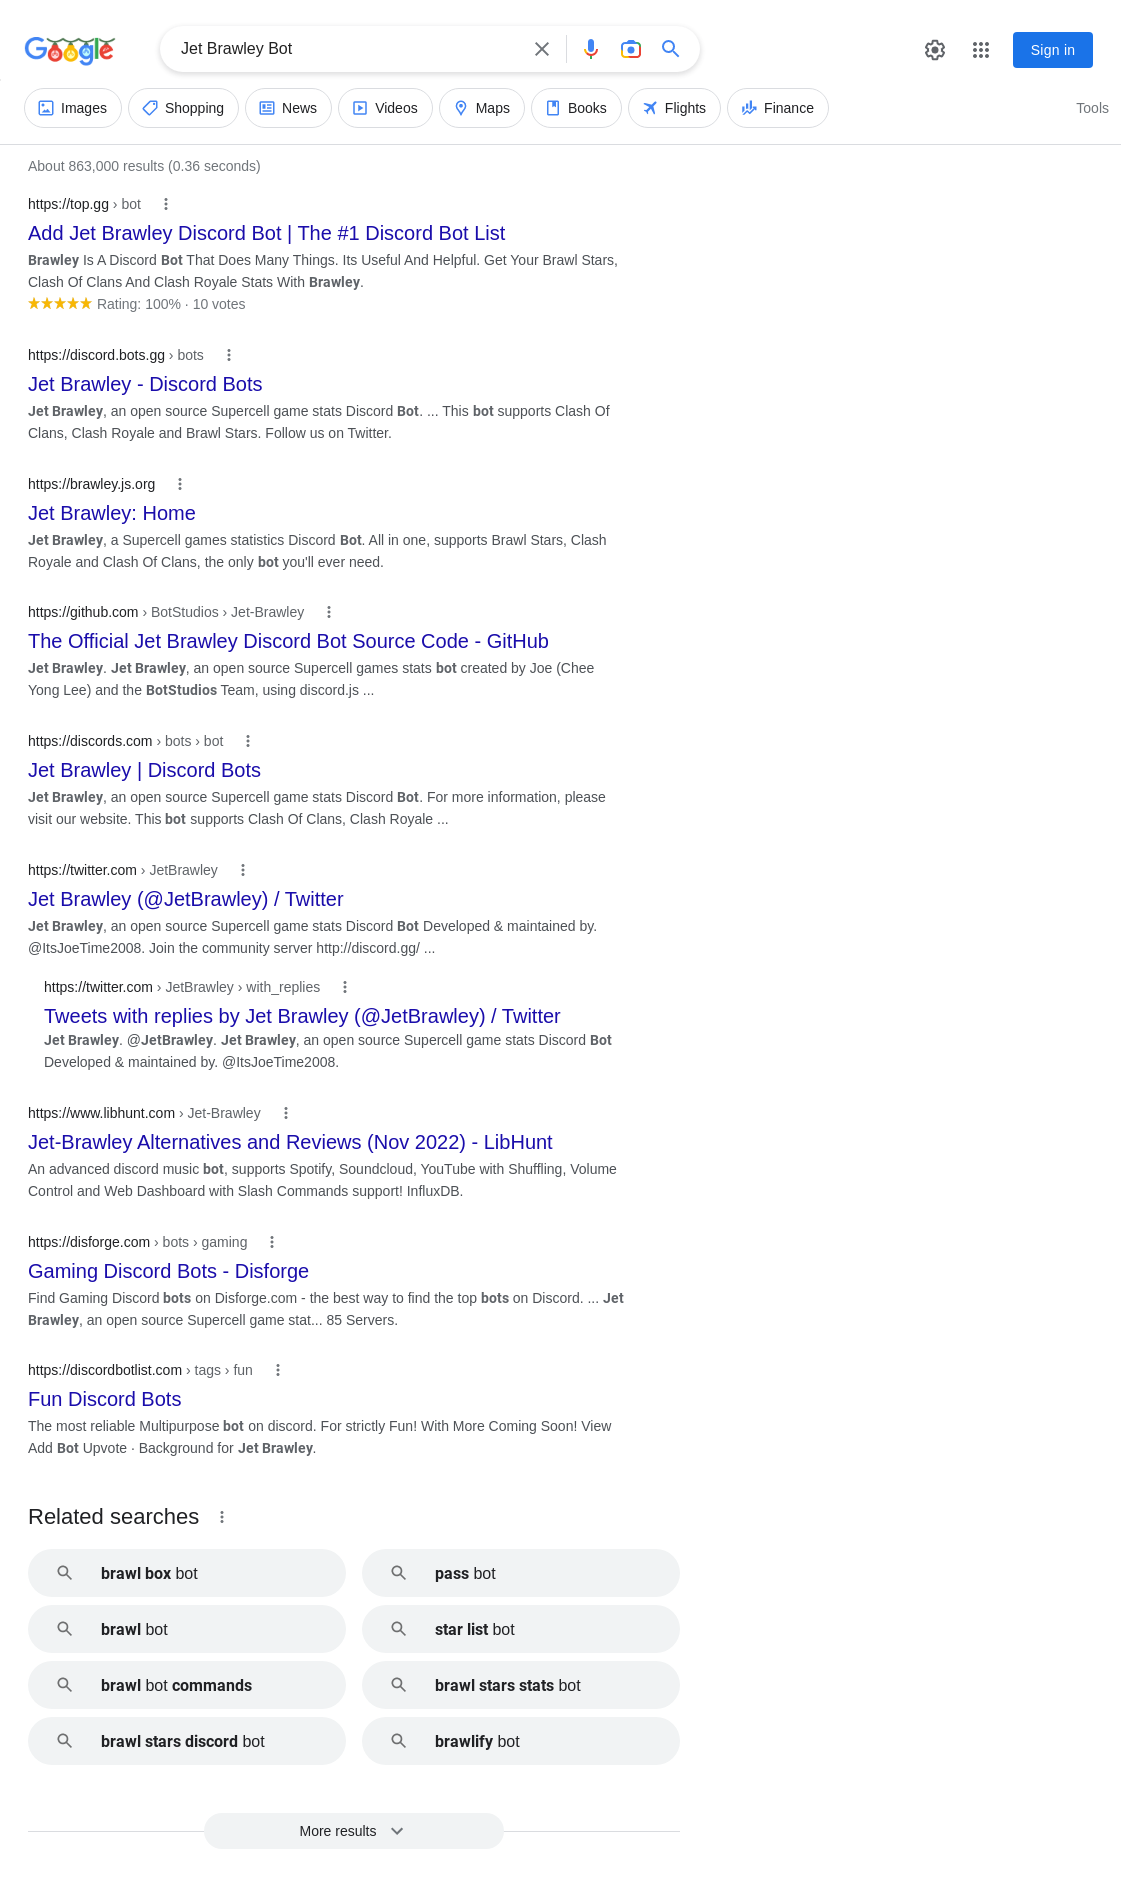 Google
Jet Brawley Bot
Sign in
Images
Shopping
News
Videos
Maps
Books
Flights
Finance
Tools
About 863,000 results (0.36 seconds)
https://top.gg › bot
Add Jet Brawley Discord Bot | The #1 Discord Bot List
Brawley Is A Discord Bot That Does Many Things. Its Useful And Helpful. Get Your Brawl Stars,
Clash Of Clans And Clash Royale Stats With Brawley.
Rating: 100% · 10 votes
https://discord.bots.gg › bots
Jet Brawley - Discord Bots
Jet Brawley, an open source Supercell game stats Discord Bot. ... This bot supports Clash Of
Clans, Clash Royale and Brawl Stars. Follow us on Twitter.
https://brawley.js.org
Jet Brawley: Home
Jet Brawley, a Supercell games statistics Discord Bot. All in one, supports Brawl Stars, Clash
Royale and Clash Of Clans, the only bot you'll ever need.
https://github.com › BotStudios › Jet-Brawley
The Official Jet Brawley Discord Bot Source Code - GitHub
Jet Brawley. Jet Brawley, an open source Supercell games stats bot created by Joe (Chee
Yong Lee) and the BotStudios Team, using discord.js ...
https://discords.com › bots › bot
Jet Brawley | Discord Bots
Jet Brawley, an open source Supercell game stats Discord Bot. For more information, please
visit our website. This bot supports Clash Of Clans, Clash Royale ...
https://twitter.com › JetBrawley
Jet Brawley (@JetBrawley) / Twitter
Jet Brawley, an open source Supercell game stats Discord Bot Developed & maintained by.
@ItsJoeTime2008. Join the community server http://discord.gg/ ...
https://twitter.com › JetBrawley › with_replies
Tweets with replies by Jet Brawley (@JetBrawley) / Twitter
Jet Brawley. @JetBrawley. Jet Brawley, an open source Supercell game stats Discord Bot
Developed & maintained by. @ItsJoeTime2008.
https://www.libhunt.com › Jet-Brawley
Jet-Brawley Alternatives and Reviews (Nov 2022) - LibHunt
An advanced discord music bot, supports Spotify, Soundcloud, YouTube with Shuffling, Volume
Control and Web Dashboard with Slash Commands support! InfluxDB.
https://disforge.com › bots › gaming
Gaming Discord Bots - Disforge
Find Gaming Discord bots on Disforge.com - the best way to find the top bots on Discord. ... Jet
Brawley, an open source Supercell game stat... 85 Servers.
https://discordbotlist.com › tags › fun
Fun Discord Bots
The most reliable Multipurpose bot on discord. For strictly Fun! With More Coming Soon! View
Add Bot Upvote · Background for Jet Brawley.
Related searches
brawl box bot
pass bot
brawl bot
star list bot
brawl bot commands
brawl stars stats bot
brawl stars discord bot
brawlify bot
More results